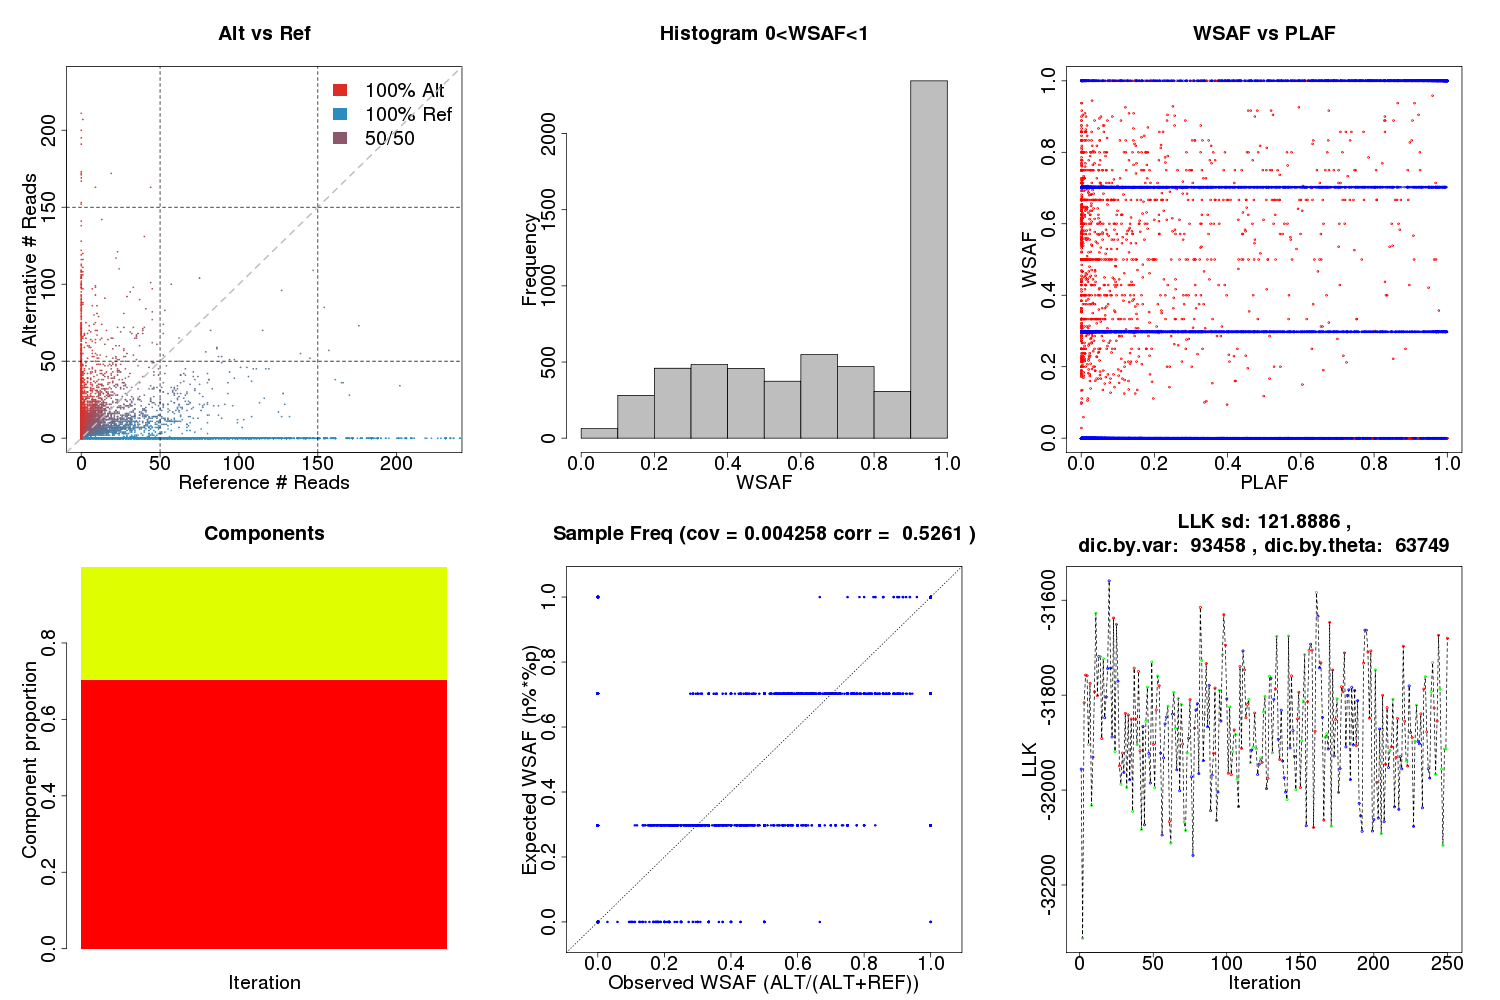 Alt vs Ref
100% Alt
100% Ref
50/50
Alternative # Reads
0 50 100 150 200
0 50 100 150 200
Reference # Reads
Histogram 0<WSAF<1
Frequency
0 500 1000 1500 2000
0.0 0.2 0.4 0.6 0.8 1.0
WSAF
WSAF vs PLAF
WSAF
0.0 0.2 0.4 0.6 0.8 1.0
0.0 0.2 0.4 0.6 0.8 1.0
PLAF
Components
Component proportion
0.0 0.2 0.4 0.6 0.8
Iteration
Sample Freq (cov = 0.004258 corr = 0.5261 )
Expected WSAF (h%*%p)
0.0 0.2 0.4 0.6 0.8 1.0
0.0 0.2 0.4 0.6 0.8 1.0
Observed WSAF (ALT/(ALT+REF))
LLK sd: 121.8886 ,
dic.by.var: 93458 , dic.by.theta: 63749
LLK
-32200 -32000 -31800 -31600
0 50 100 150 200 250
Iteration